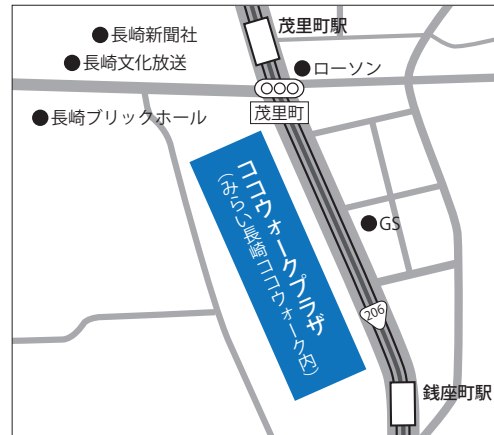 茂里町駅
長崎新聞社
長崎文化放送
ローソン
長崎ブリックホール
茂里町
ココウォークプラザ
(みらい長崎ココウォーク内)
GS
206
銭座町駅